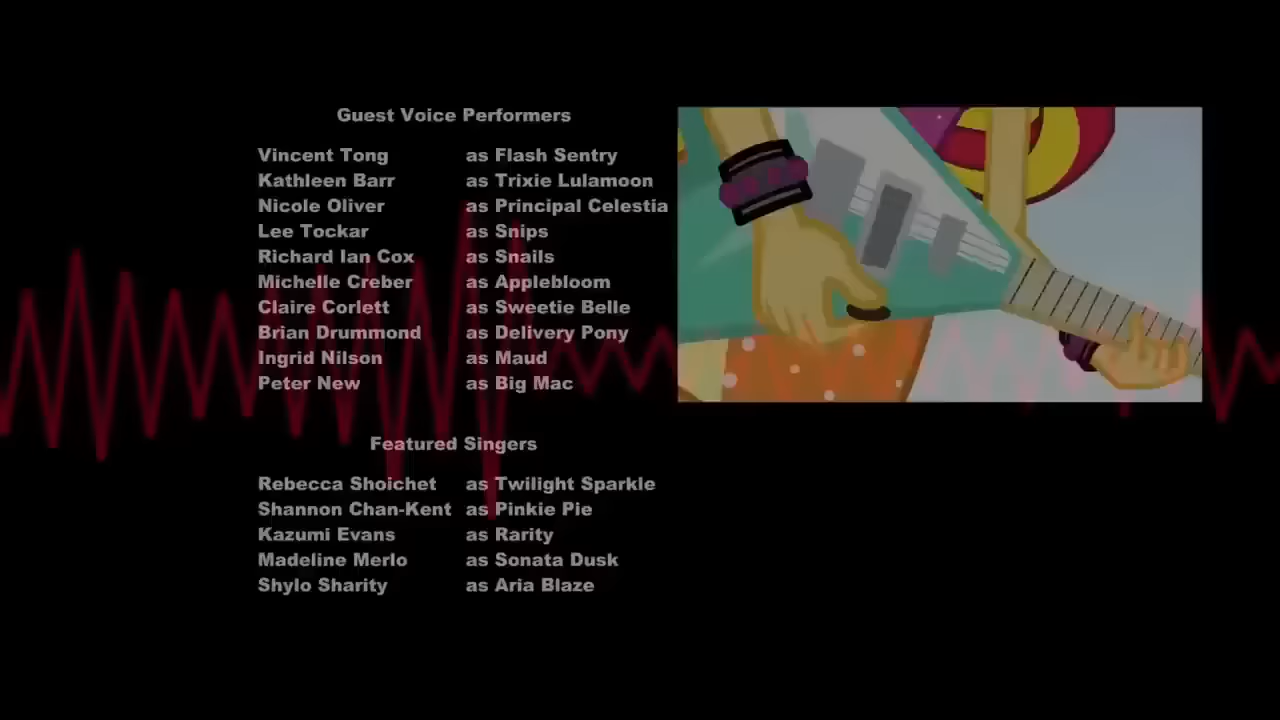 Guest Voice Performers
Vincent Tong as Flash Sentry
Kathleen Barr as Trixie Lulamoon
Nicole Oliver as Principal Celestia
Lee Tockar as Snips
Richard Ian Cox as Snails
Michelle Creber as Applebloom
Claire Corlett as Sweetie Belle
Brian Drummond as Delivery Pony
Ingrid Nilson as Maud
Peter New as Big Mac
Featured Singers
Rebecca Shoichet as Twilight Sparkle
Shannon Chan-Kent as Pinkie Pie
Kazumi Evans as Rarity
Madeline Merlo as Sonata Dusk
Shylo Sharity as Aria Blaze